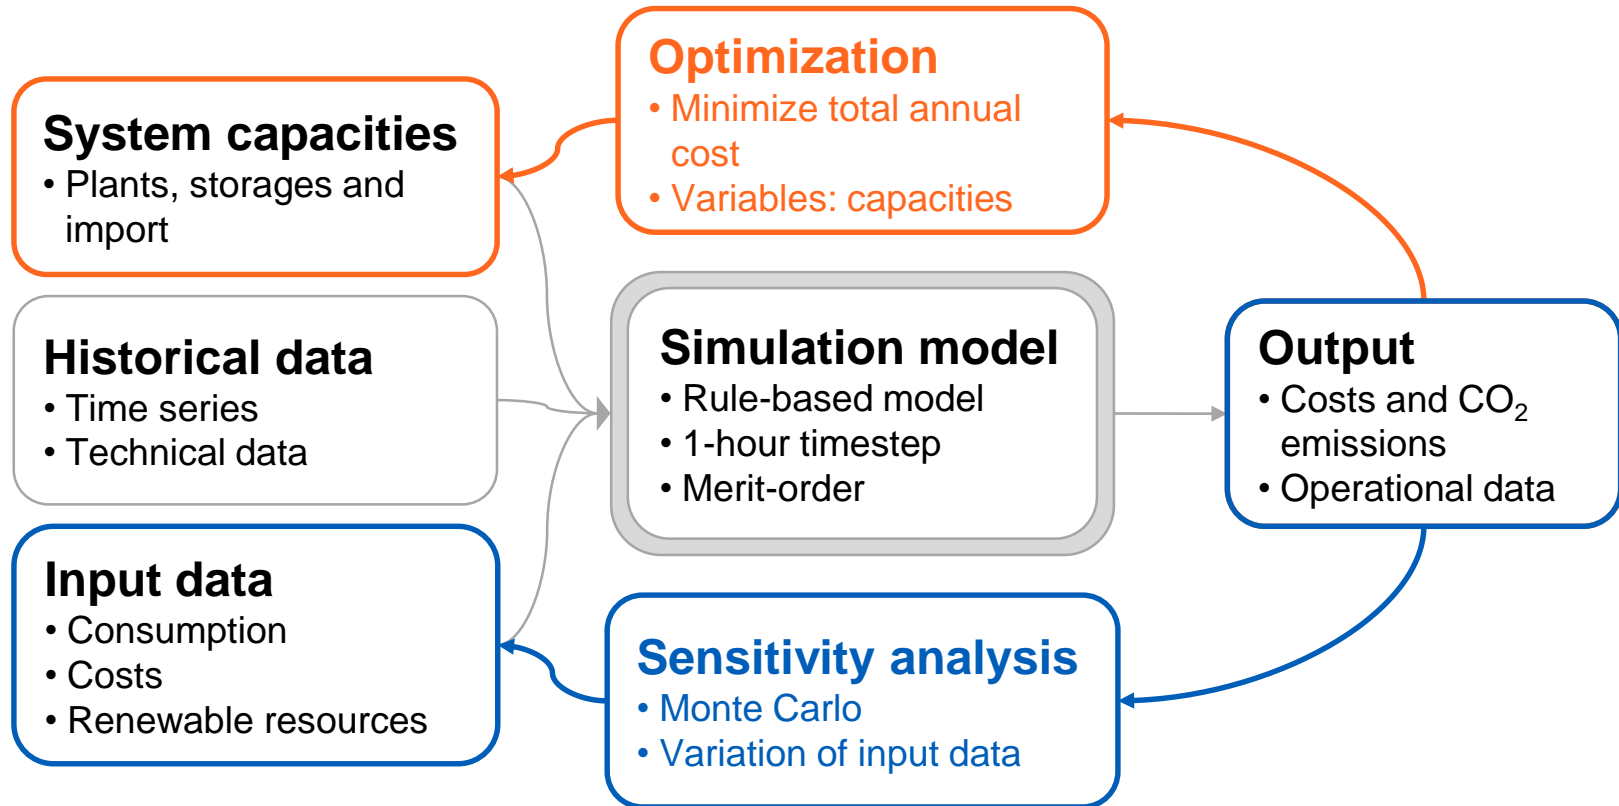 Optimization
• Minimize total annual
cost
• Variables: capacities
System capacities
• Plants, storages and
import
Historical data
• Time series
• Technical data
Simulation model
• Rule-based model
• 1-hour timestep
• Merit-order
Output
• Costs and CO₂
emissions
• Operational data
Input data
• Consumption
• Costs
• Renewable resources
Sensitivity analysis
• Monte Carlo
• Variation of input data